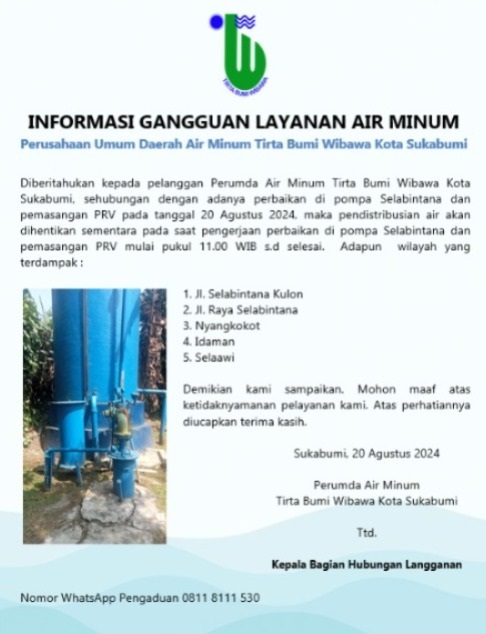 TIRTA BUMI WIBAWA
INFORMASI GANGGUAN LAYANAN AIR MINUM
Perusahaan Umum Daerah Air Minum Tirta Bumi Wibawa Kota Sukabumi
Diberitahukan kepada pelanggan Perumda Air Minum Tirta Bumi Wibawa Kota
Sukabumi, sehubungan dengan adanya perbaikan di pompa Selabintana dan
pemasangan PRV pada tanggal 20 Agustus 2024, maka pendistribusian air akan
dihentikan sementara pada saat pengerjaan perbaikan di pompa Selabintana dan
pemasangan PRV mulai pukul 11.00 WIB s.d selesai. Adapun wilayah yang
terdampak :
1. Jl. Selabintana Kulon
2. Jl. Raya Selabintana
3. Nyangkokot
4. Idaman
5. Selaawi
Demikian kami sampaikan. Mohon maaf atas
ketidaknyamanan pelayanan kami. Atas perhatiannya
diucapkan terima kasih.
Sukabumi, 20 Agustus 2024
Perumda Air Minum
Tirta Bumi Wibawa Kota Sukabumi
Ttd.
Kepala Bagian Hubungan Langganan
Nomor WhatsApp Pengaduan 0811 8111 530